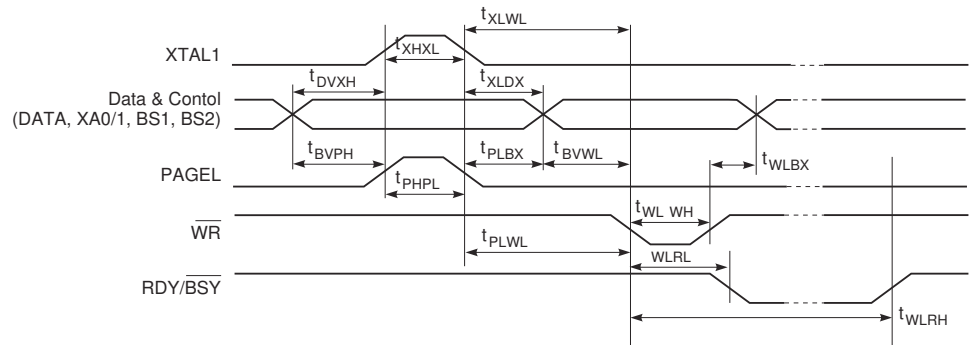 tXLWL
XTAL1
tXHXL
tDVXH
tXLDX
Data & Contol
(DATA, XA0/1, BS1, BS2)
tBVPH
tPLBX
tBVWL
tWLBX
PAGEL
tPHPL
WR
tWL WH
tPLWL
WLRL
RDY/BSY
tWLRH